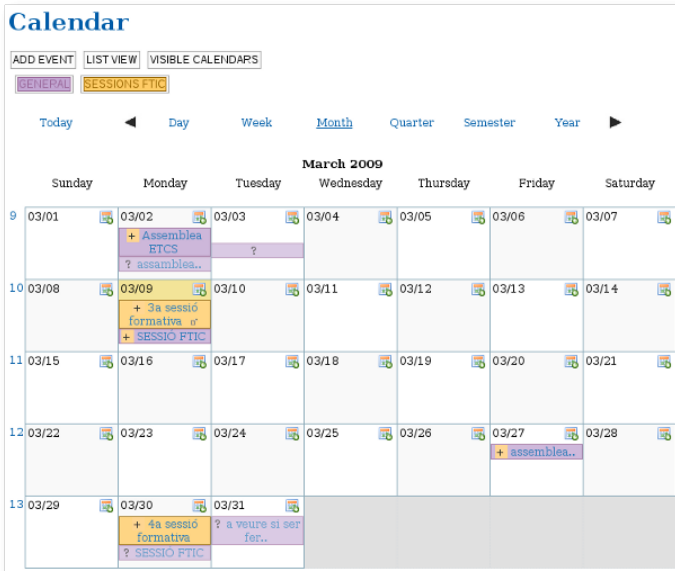 Calendar
ADD EVENT LIST VIEW VISIBLE CALENDARS
GENERAL SESSIONS FTIC
Today Day Week Month Quarter Semester Year
March 2009
Sunday Monday Tuesday Wednesday Thursday Friday Saturday
9 03/01 03/02 03/03 03/04 03/05 03/06 03/07
+ Assemblea
ETCS ?
? assamblea..
10 03/08 03/09 03/10 03/11 03/12 03/13 03/14
+ 3a sessió
formativa
+ SESSIÓ FTIC
11 03/15 03/16 03/17 03/18 03/19 03/20 03/21
12 03/22 03/23 03/24 03/25 03/26 03/27 03/28
+ assemblea..
13 03/29 03/30 03/31
+ 4a sessió ? a veure si ser
formativa fer..
? SESSIÓ FTIC